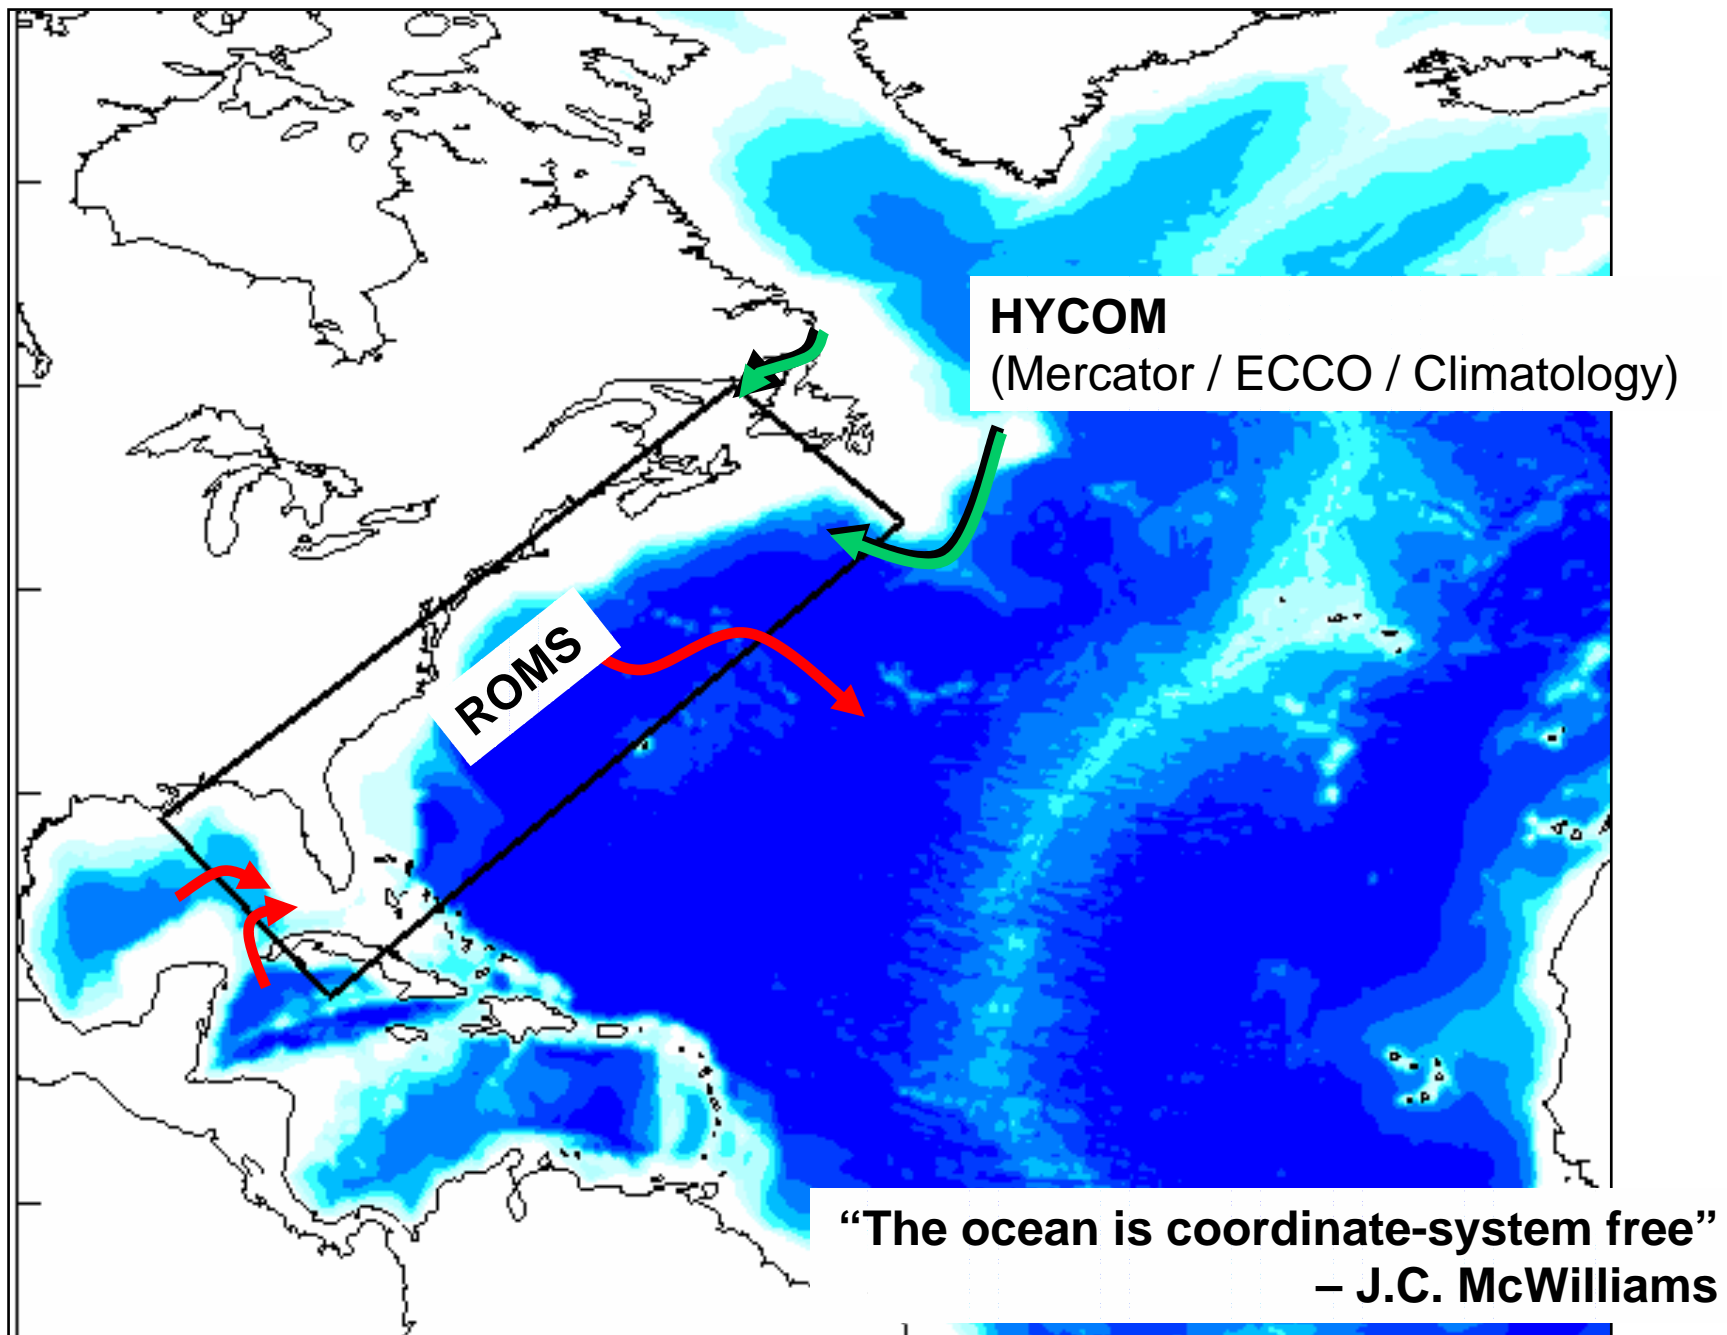 HYCOM
(Mercator / ECCO / Climatology)
ROMS
“The ocean is coordinate-system free”
– J.C. McWilliams